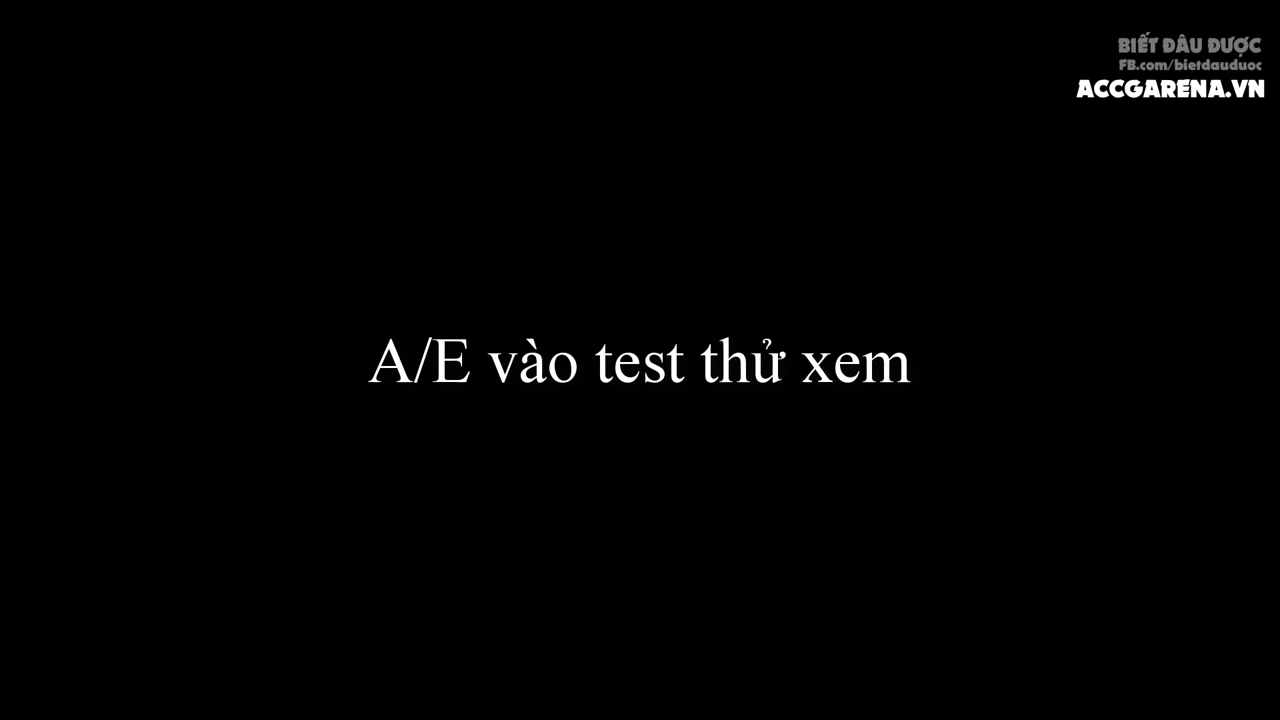 BIẾT ĐÂU ĐƯỢC
FB.com/bietdauduoc
ACCGARENA.VN
A/E vào test thử xem